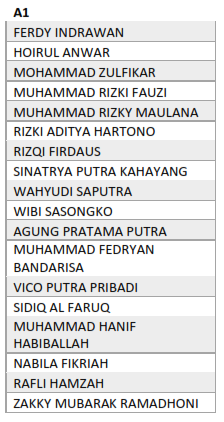 A1
FERDY INDRAWAN
HOIRUL ANWAR
MOHAMMAD ZULFIKAR
MUHAMMAD RIZKI FAUZI
MUHAMMAD RIZKY MAULANA
RIZKI ADITYA HARTONO
RIZQI FIRDAUS
SINATRYA PUTRA KAHAYANG
WAHYUDI SAPUTRA
WIBI SASONGKO
AGUNG PRATAMA PUTRA
MUHAMMAD FEDRYAN
BANDARISA
VICO PUTRA PRIBADI
SIDIQ AL FARUQ
MUHAMMAD HANIF
HABIBALLAH
NABILA FIKRIAH
RAFLI HAMZAH
ZAKKY MUBARAK RAMADHONI